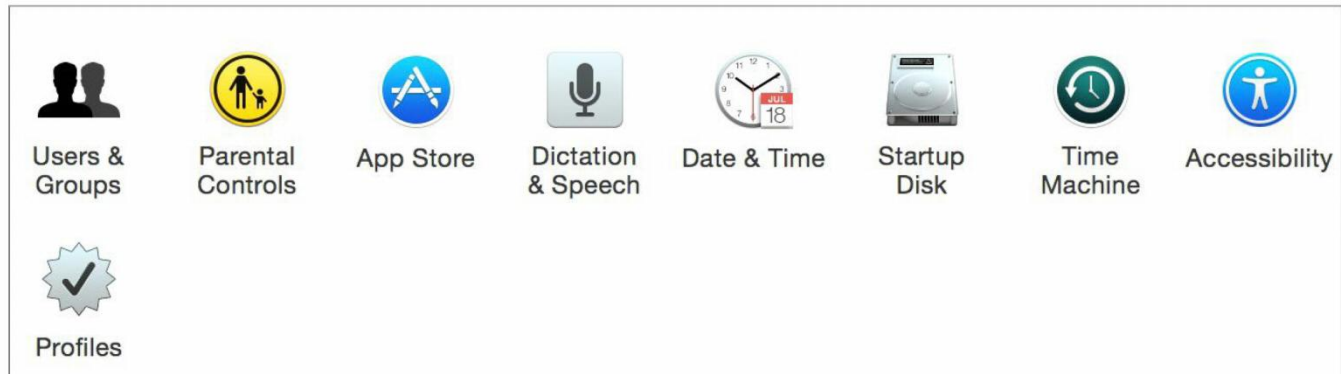 Users &
Groups
Parental
Controls
App Store
Dictation
& Speech
Date & Time
Startup
Disk
Time
Machine
Accessibility
JUL
18
Profiles